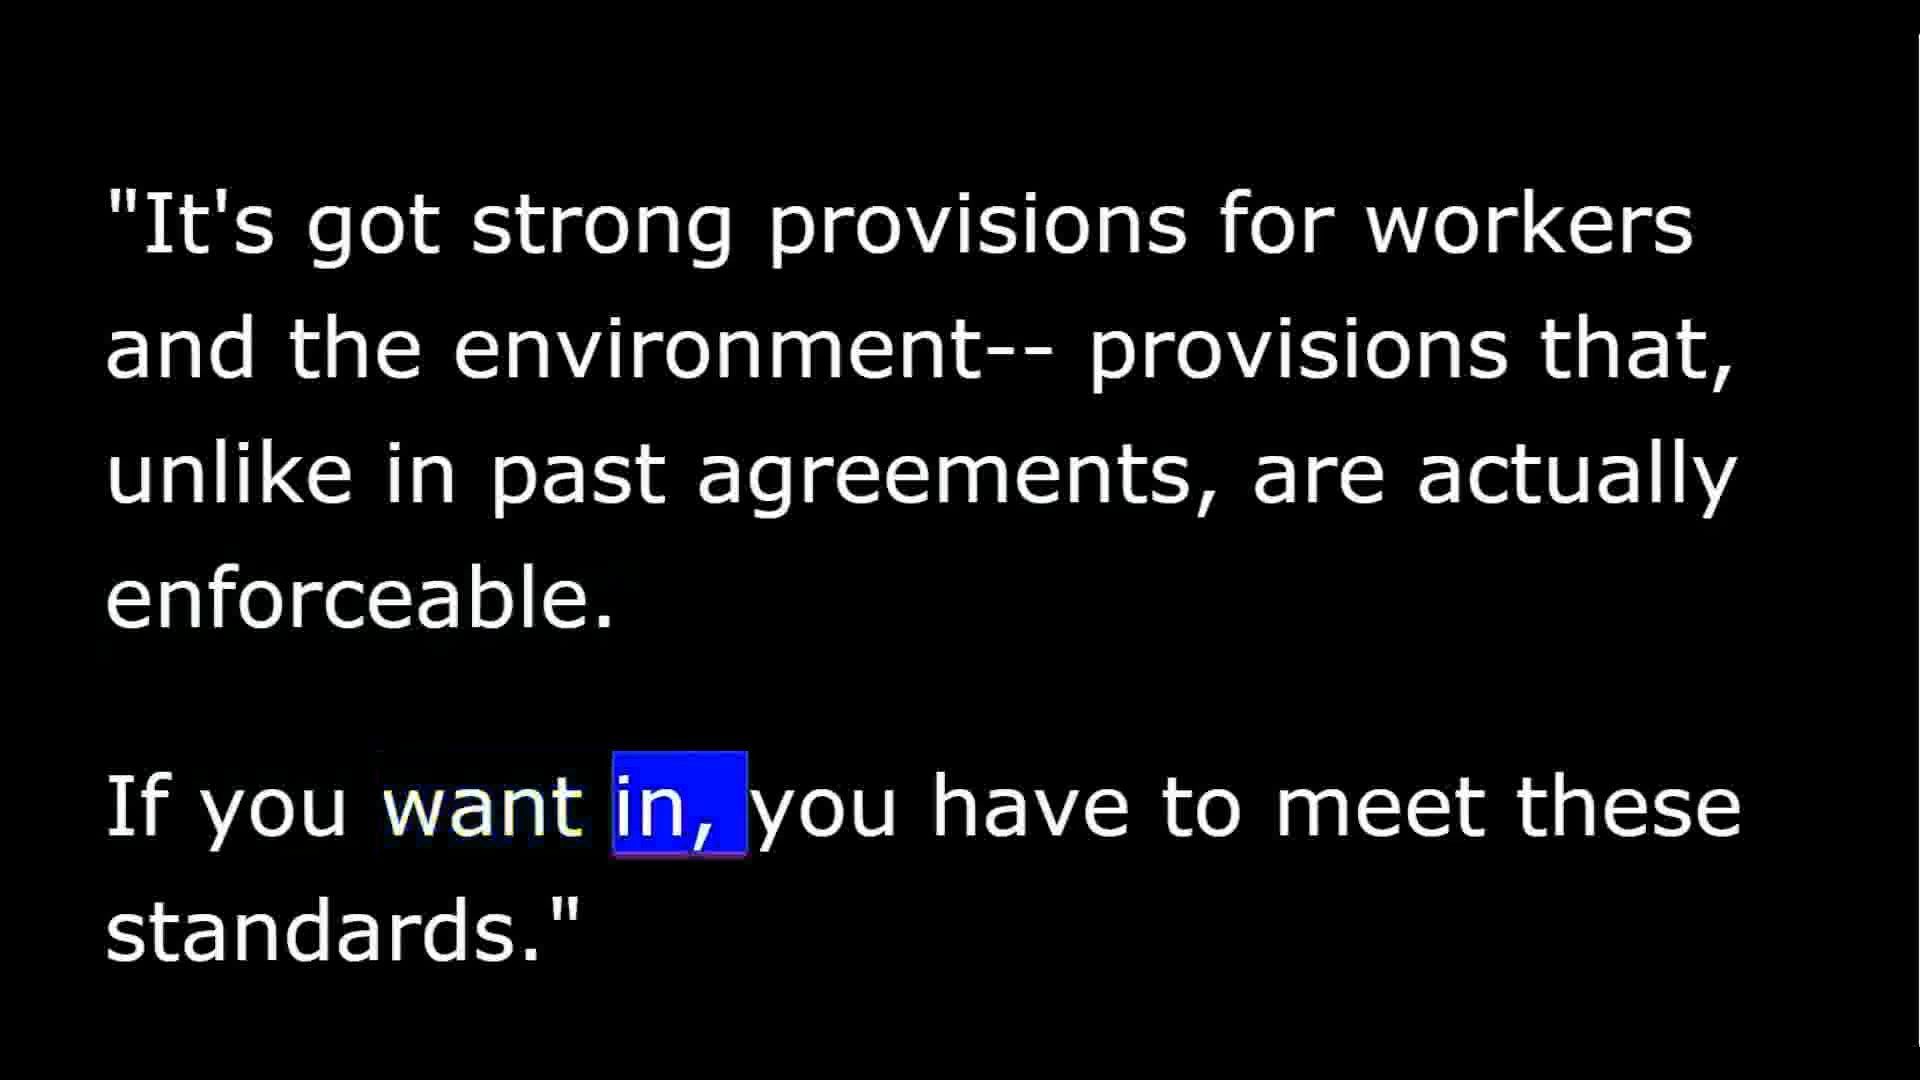 "It's got strong provisions for workers
and the environment-- provisions that,
unlike in past agreements, are actually
enforceable.
If you want in, you have to meet these
standards."